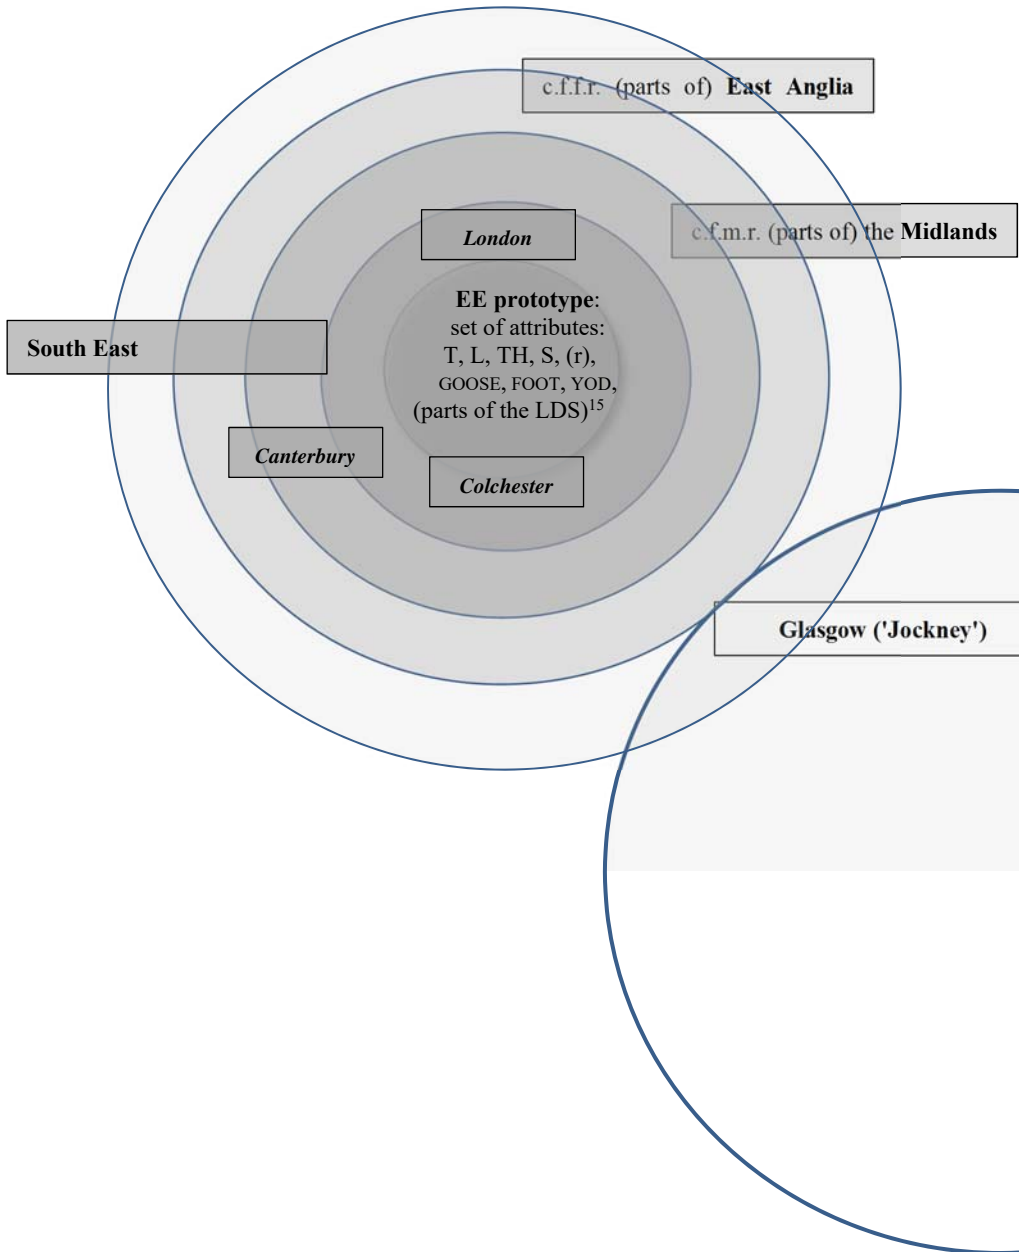 c.f.f.r. (parts of) East Anglia
London
c.f.m.r. (parts of) the Midlands
EE prototype:
set of attributes:
T, L, TH, S, (r),
GOOSE, FOOT, YOD,
(parts of the LDS)15
South East
Canterbury
Colchester
Glasgow ('Jockney')